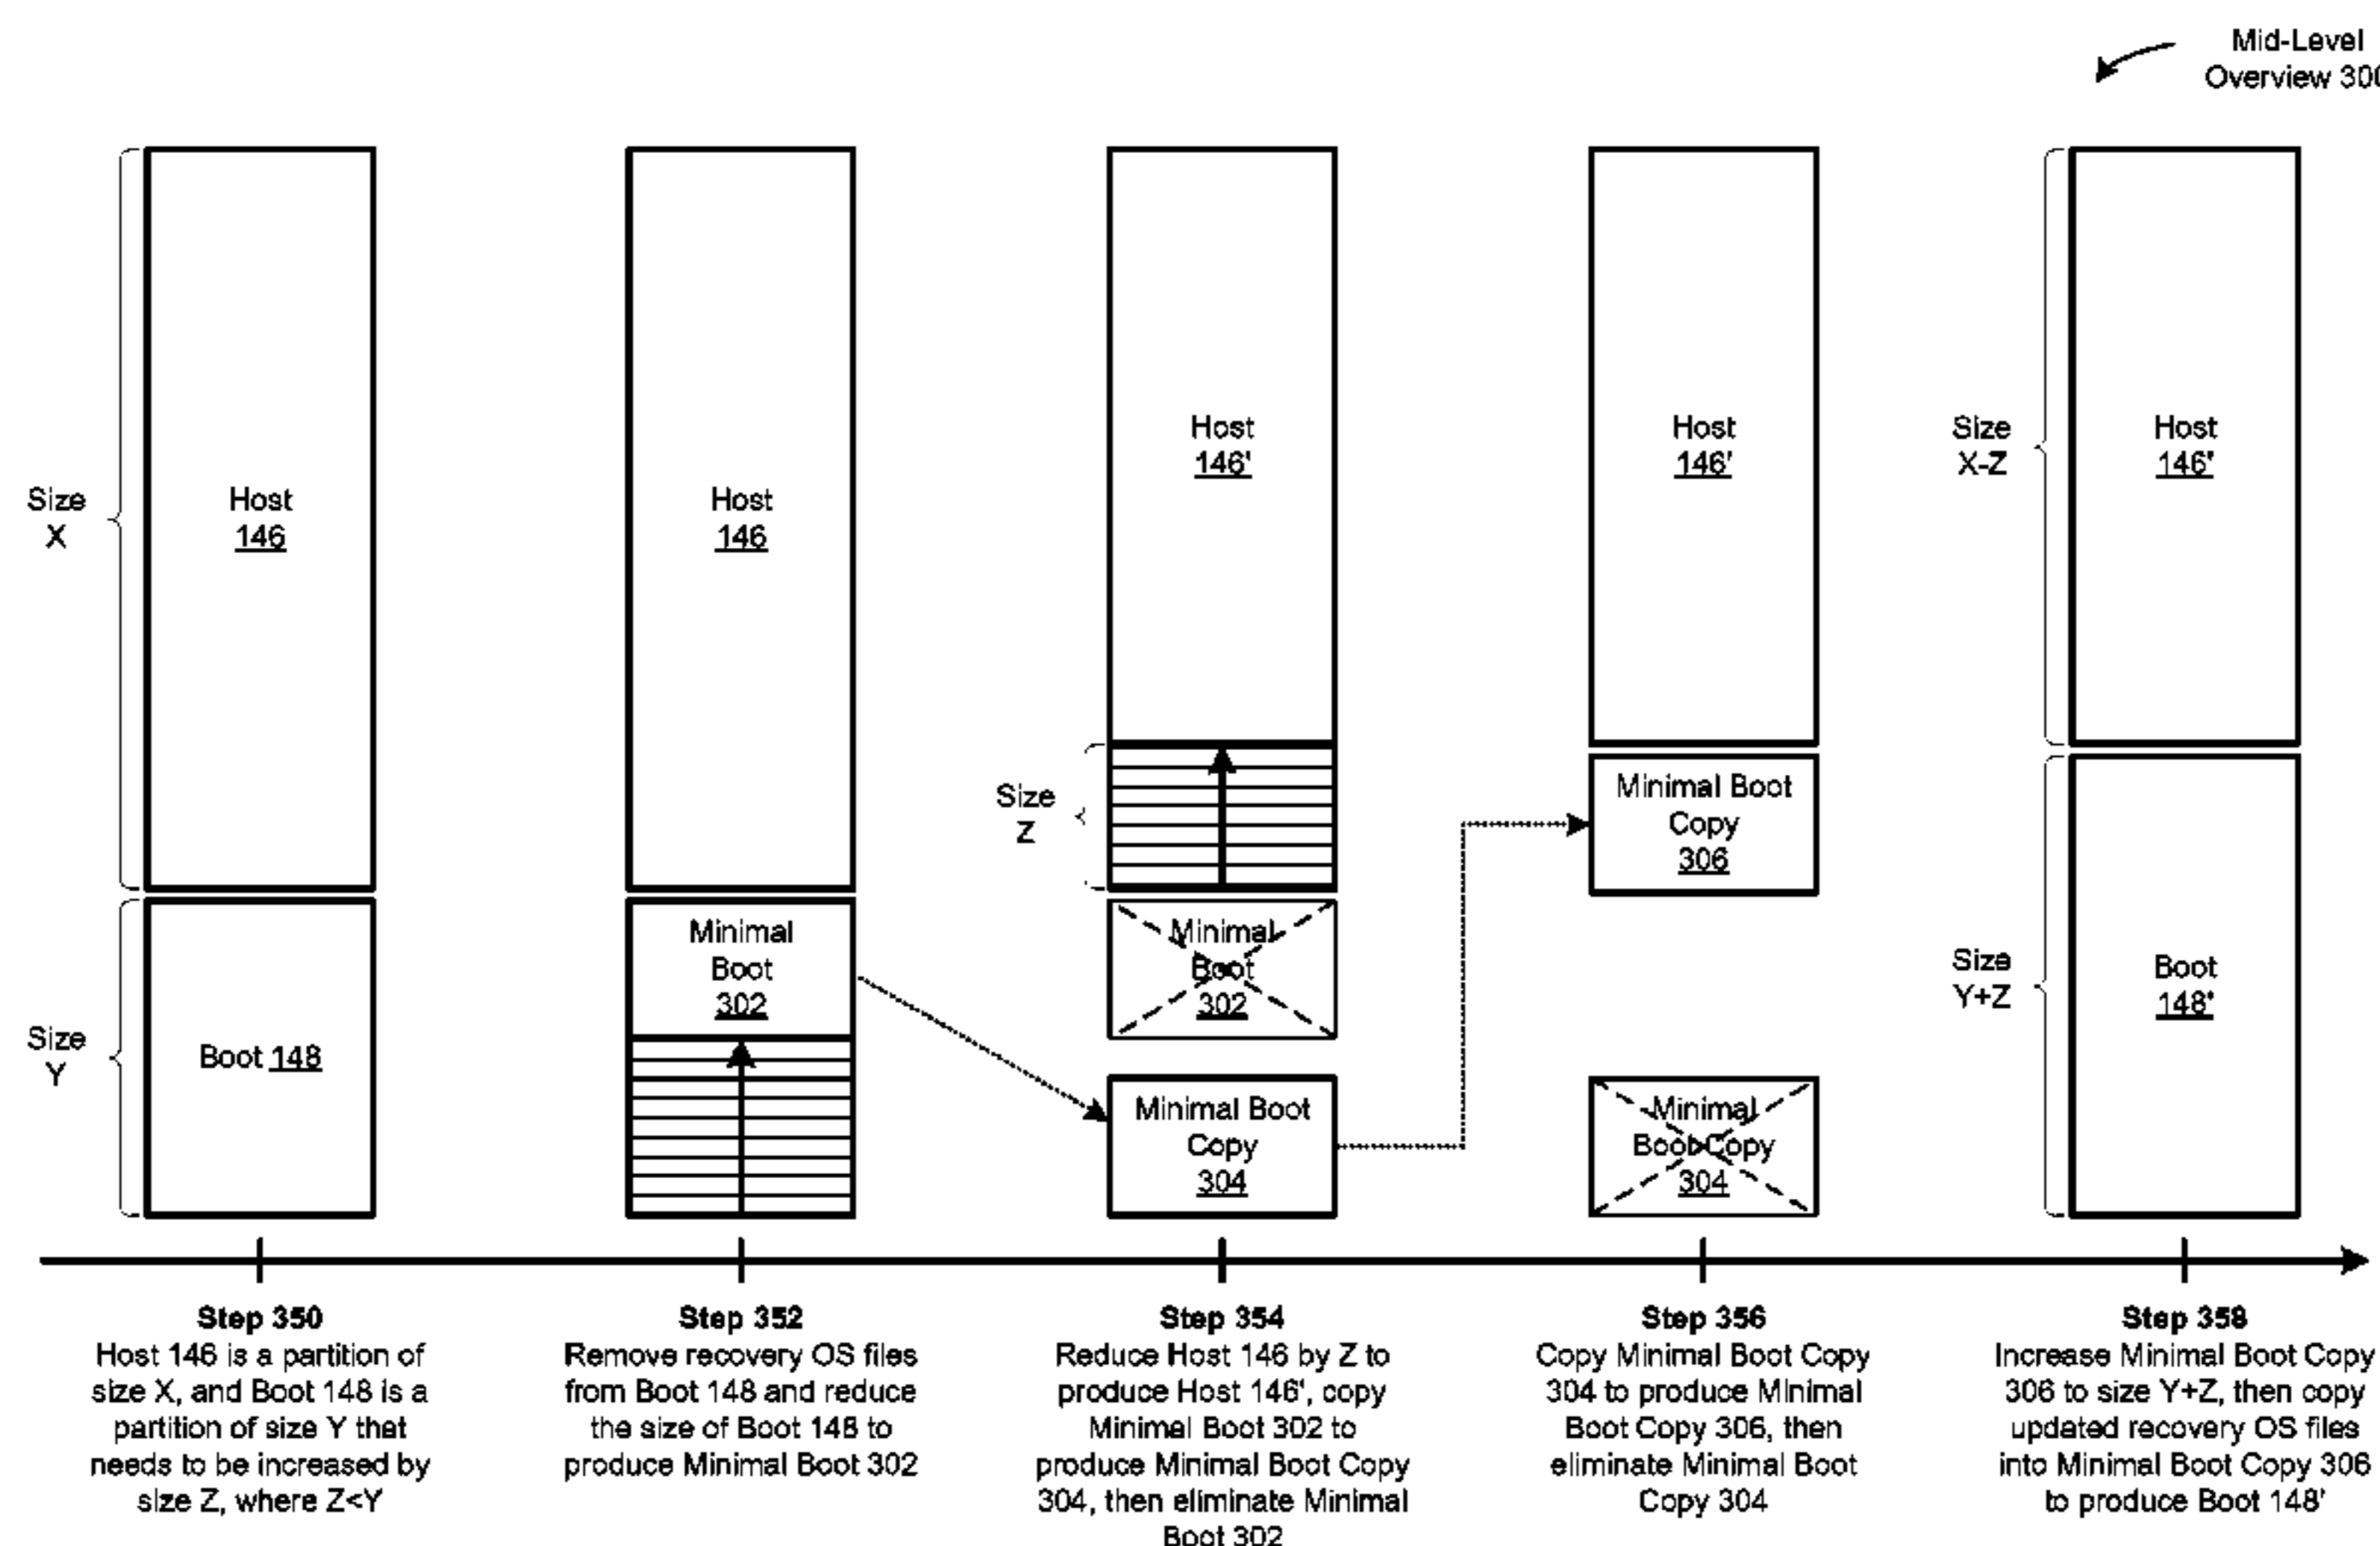 Mid-Level
Overview 300
Size
X
Host
146
Size
Y
Boot 148
Host
146
Minimal
Boot
302
Host
146'
Size
Z
Minimal
Boot
302
Minimal Boot
Copy
304
Host
146'
Minimal Boot
Copy
306
Minimal
Boot Copy
304
Size
X-Z
Host
146'
Size
Y+Z
Boot
148'
Step 350
Host 146 is a partition of
size X, and Boot 148 is a
partition of size Y that
needs to be increased by
size Z, where Z<Y
Step 352
Remove recovery OS files
from Boot 148 and reduce
the size of Boot 148 to
produce Minimal Boot 302
Step 354
Reduce Host 146 by Z to
produce Host 146', copy
Minimal Boot 302 to
produce Minimal Boot Copy
304, then eliminate Minimal
Boot 302
Step 356
Copy Minimal Boot Copy
304 to produce Minimal
Boot Copy 306, then
eliminate Minimal Boot
Copy 304
Step 358
Increase Minimal Boot Copy
306 to size Y+Z, then copy
updated recovery OS files
into Minimal Boot Copy 306
to produce Boot 148'